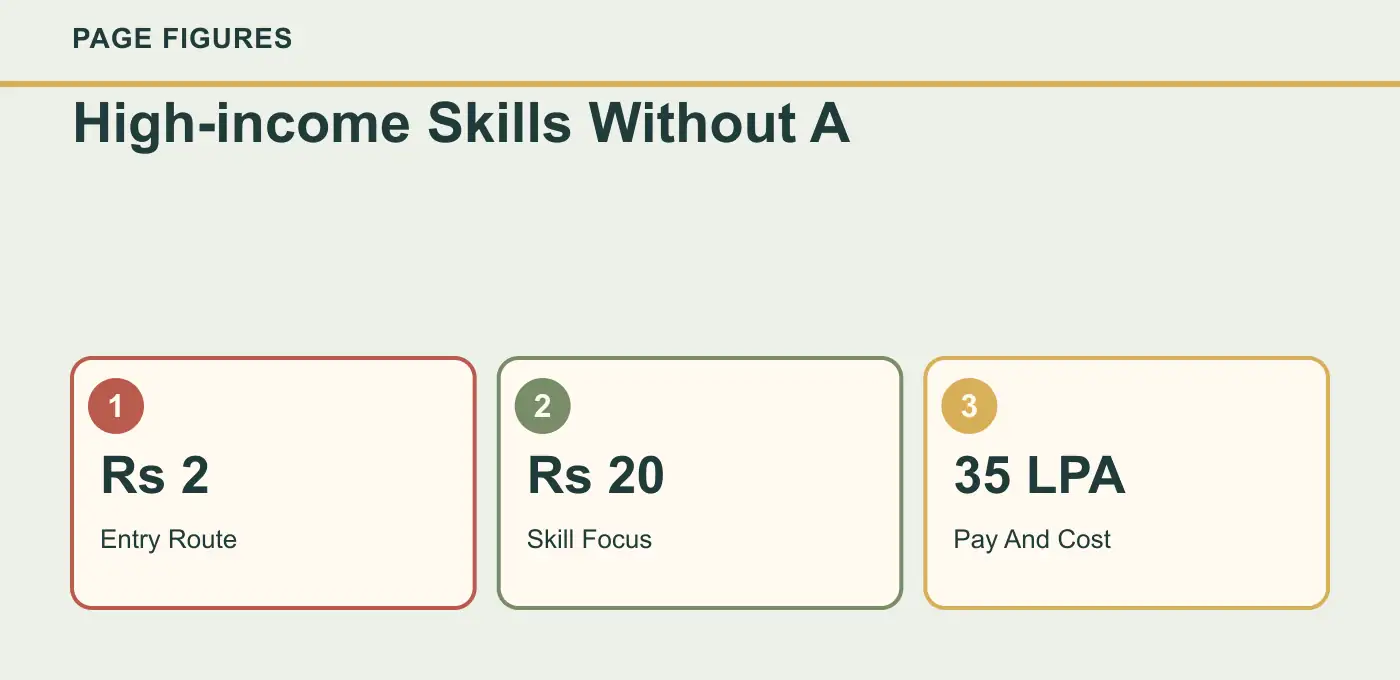 PAGE FIGURES
High-income Skills Without A
1
Rs 2
Entry Route
2
Rs 20
Skill Focus
3
35 LPA
Pay And Cost